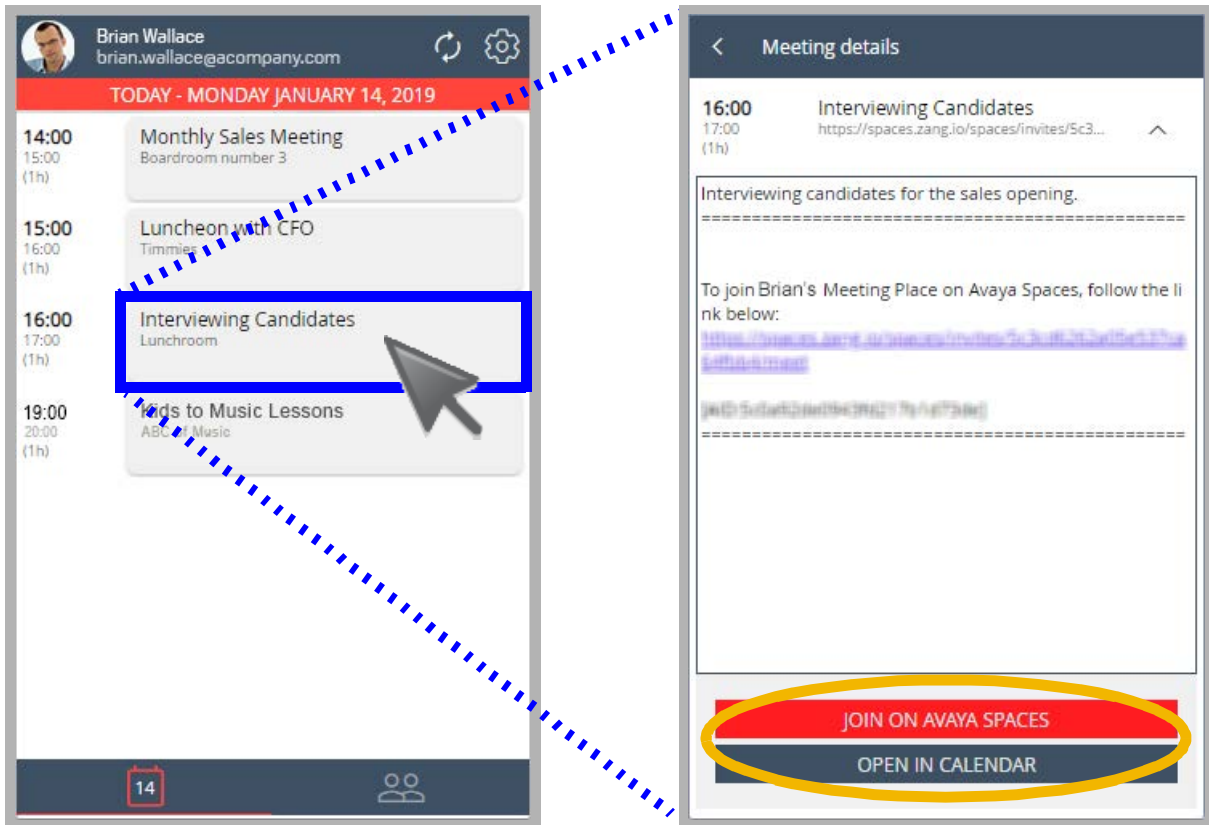 Brian Wallace
brian.wallace@acompany.com
TODAY - MONDAY JANUARY 14, 2019
14:00
15:00
(1h)
Monthly Sales Meeting
Boardroom number 3
15:00
16:00
(1h)
Luncheon with CFO
Timmies
16:00
17:00
(1h)
Interviewing Candidates
Lunchroom
19:00
20:00
(1h)
Kids to Music Lessons
ABC of Music
14
Meeting details
16:00
17:00
(1h)
Interviewing Candidates
https://spaces.zang.io/spaces/invites/5c3...
Interviewing candidates for the sales opening.
================================================
To join Brian's Meeting Place on Avaya Spaces, follow the li
nk below:
================================================
JOIN ON AVAYA SPACES
OPEN IN CALENDAR